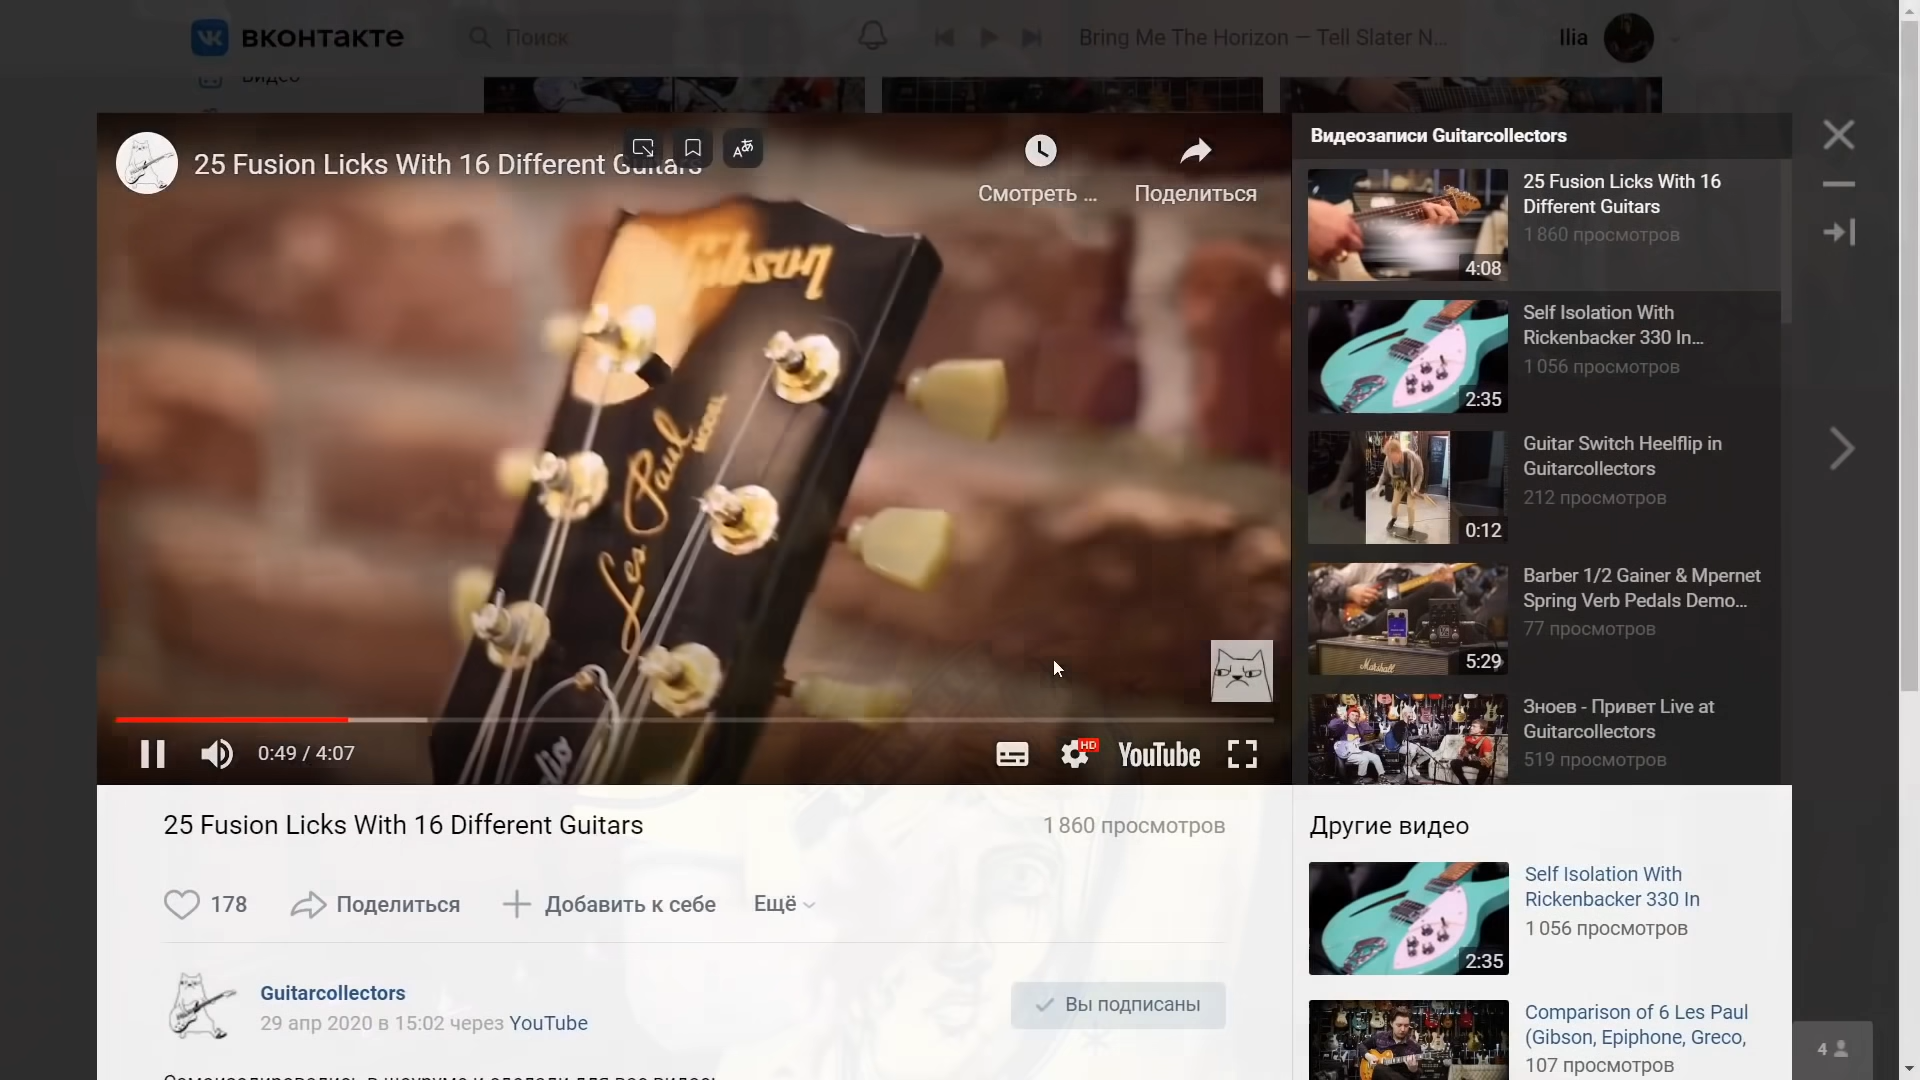 вконтакте
Поиск
Bring Me The Horizon — Tell Slater N...
Ilia
Видео
25 Fusion Licks With 16 Different Guitars
Смотреть ...
Поделиться
Gibson
Les Paul
MODEL
0:49 / 4:07
HD
YouTube
Видеозаписи Guitarcollectors
25 Fusion Licks With 16
Different Guitars
1 860 просмотров
4:08
Self Isolation With
Rickenbacker 330 In...
1 056 просмотров
2:35
Guitar Switch Heelflip in
Guitarcollectors
212 просмотров
0:12
Barber 1/2 Gainer & Mpernet
Spring Verb Pedals Demo...
77 просмотров
Marshall
5:29
Зноев - Привет Live at
Guitarcollectors
519 просмотров
25 Fusion Licks With 16 Different Guitars
1 860 просмотров
178
Поделиться
Добавить к себе
Ещё
Guitarcollectors
29 апр 2020 в 15:02 через YouTube
Вы подписаны
Другие видео
Self Isolation With
Rickenbacker 330 In
1 056 просмотров
2:35
Comparison of 6 Les Paul
(Gibson, Epiphone, Greco,
107 просмотров
4